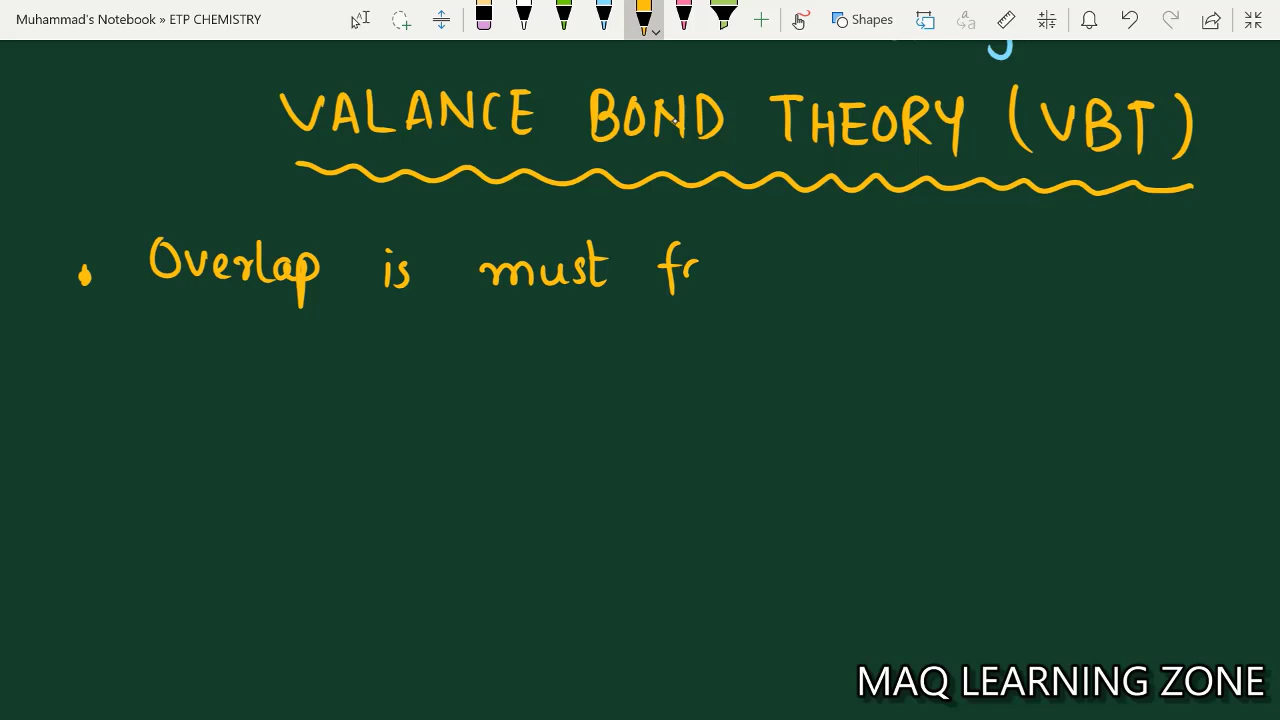 Muhammad's Notebook » ETP CHEMISTRY
Shapes
VALANCE BOND THEORY (VBT)
• Overlap is must fr
MAQ LEARNING ZONE